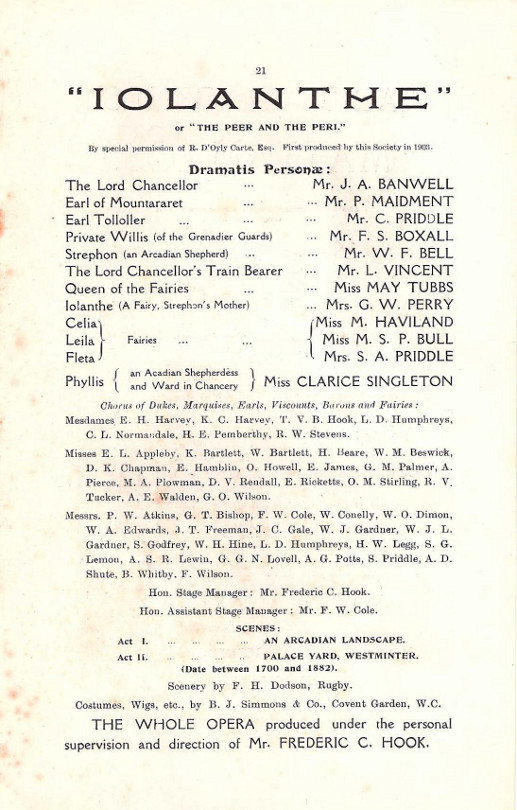 21
"IOLANTHE"
or "THE PEER AND THE PERI."
By special permission of R. D'Oyly Carte, Esq. First produced by this Society in 1903.
Dramatis Personæ:
The Lord Chancellor ... Mr. J. A. BANWELL
Earl of Mountararet ... ... Mr. P. MAIDMENT
Earl Tolloller ... ... ... Mr. C. PRIDDLE
Private Willis (of the Grenadier Guards) ... Mr. F. S. BOXALL
Strephon (an Arcadian Shepherd) ... ... Mr. W. F. BELL
The Lord Chancellor's Train Bearer ... Mr. L. VINCENT
Queen of the Fairies ... ... Miss MAY TUBBS
Iolanthe (A Fairy, Strephon's Mother) ... Mrs. G. W. PERRY
Celia Miss M. HAVILAND
Leila Fairies ... ... Miss M. S. P. BULL
Fleta Mrs. S. A. PRIDDLE
Phyllis { an Acadian Shepherdess and Ward in Chancery } Miss CLARICE SINGLETON
Chorus of Dukes, Marquises, Earls, Viscounts, Barons and Fairies:
Mesdames E. H. Harvey, K. C. Harvey, T. V. B. Hook, L. D. Humphreys,
C. L. Normandale, H. E. Pemberthy, R. W. Stevens.
Misses E. L. Appleby, K. Bartlett, W. Bartlett, H. Beare, W. M. Beswick,
D. K. Chapman, E. Hamblin, O. Howell, E. James, G. M. Palmer, A.
Pierce, M. A. Plowman, D. V. Rendall, E. Ricketts, O. M. Stirling, R. V.
Tucker, A. E. Walden, G. O. Wilson.
Messrs. P. W. Atkins, G. T. Bishop, F. W. Cole, W. Conelly, W. O. Dimon,
W. A. Edwards, J. T. Freeman, J. C. Gale, W. J. Gardner, W. J. L.
Gardner, S. Godfrey, W. H. Hine, L. D. Humphreys, H. W. Legg, S. G.
Lemon, A. S. R. Lewin, G. G. N. Lovell, A. G. Potts, S. Priddle, A. D.
Shute, B. Whitby, F. Wilson.
Hon. Stage Manager: Mr. Frederic C. Hook.
Hon. Assistant Stage Manager: Mr. F. W. Cole.
SCENES:
Act I. ... ... ... ... AN ARCADIAN LANDSCAPE.
Act Ii. ... ... ... ... PALACE YARD, WESTMINTER.
(Date between 1700 and 1882).
Scenery by F. H. Dodson, Rugby.
Costumes, Wigs, etc., by B. J. Simmons & Co., Covent Garden, W.C.
THE WHOLE OPERA produced under the personal
supervision and direction of Mr. FREDERIC C. HOOK.